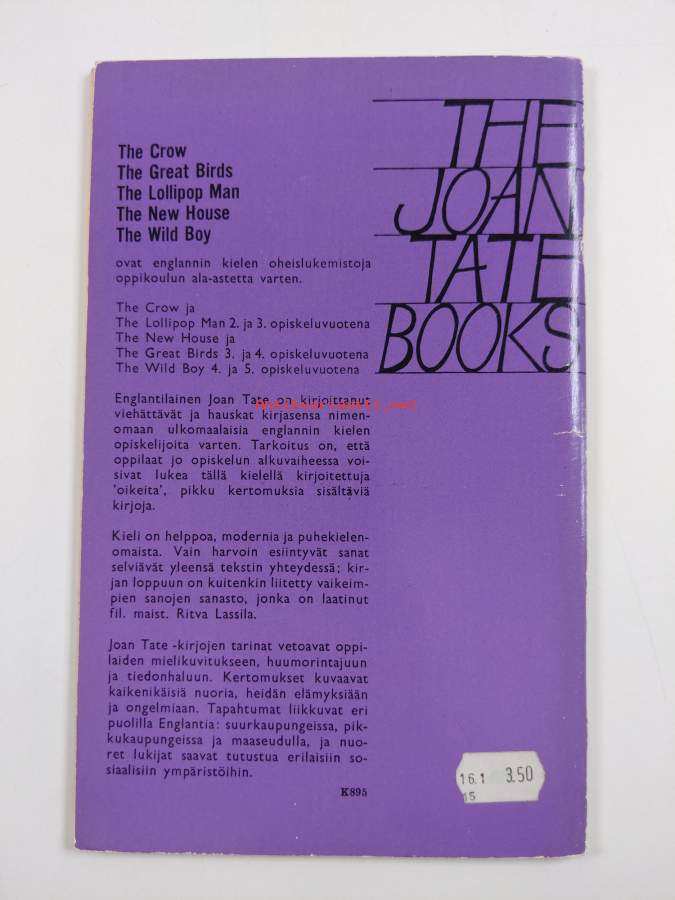 THE
JOAN
TATE
BOOKS
The Crow
The Great Birds
The Lollipop Man
The New House
The Wild Boy
ovat englannin kielen oheislukemistoja
oppikoulun ala-astetta varten.
The Crow ja
The Lollipop Man 2. ja 3. opiskeluvuotena
The New House ja
The Great Birds 3. ja 4. opiskeluvuotena
The Wild Boy 4. ja 5. opiskeluvuotena
Englantilainen Joan Tate on kirjoittanut
viehättävät ja hauskat kirjasensa nimen-
omaan ulkomaalaisia englannin kielen
opiskelijoita varten. Tarkoitus on, että
oppilaat jo opiskelun alkuvaiheessa voi-
sivat lukea tällä kielellä kirjoitettuja
'oikeita', pikku kertomuksia sisältäviä
kirjoja.
Kieli on helppoa, modernia ja puhekielen-
omaista. Vain harvoin esiintyvät sanat
selviävät yleensä tekstin yhteydessä; kir-
jan loppuun on kuitenkin liitetty vaikeim-
pien sanojen sanasto, jonka on laatinut
fil. maist. Ritva Lassila.
Joan Tate -kirjojen tarinat vetoavat oppi-
laiden mielikuvitukseen, huumorintajuun
ja tiedonhaluun. Kertomukset kuvaavat
kaikenikäisiä nuoria, heidän elämyksiään
ja ongelmiaan. Tapahtumat liikkuvat eri
puolilla Englantia: suurkaupungeissa, pik-
kukaupungeissa ja maaseudulla, ja nuo-
ret lukijat saavat tutustua erilaisiin so-
siaalisiin ympäristöihin.
K895
16.1 3.50
15